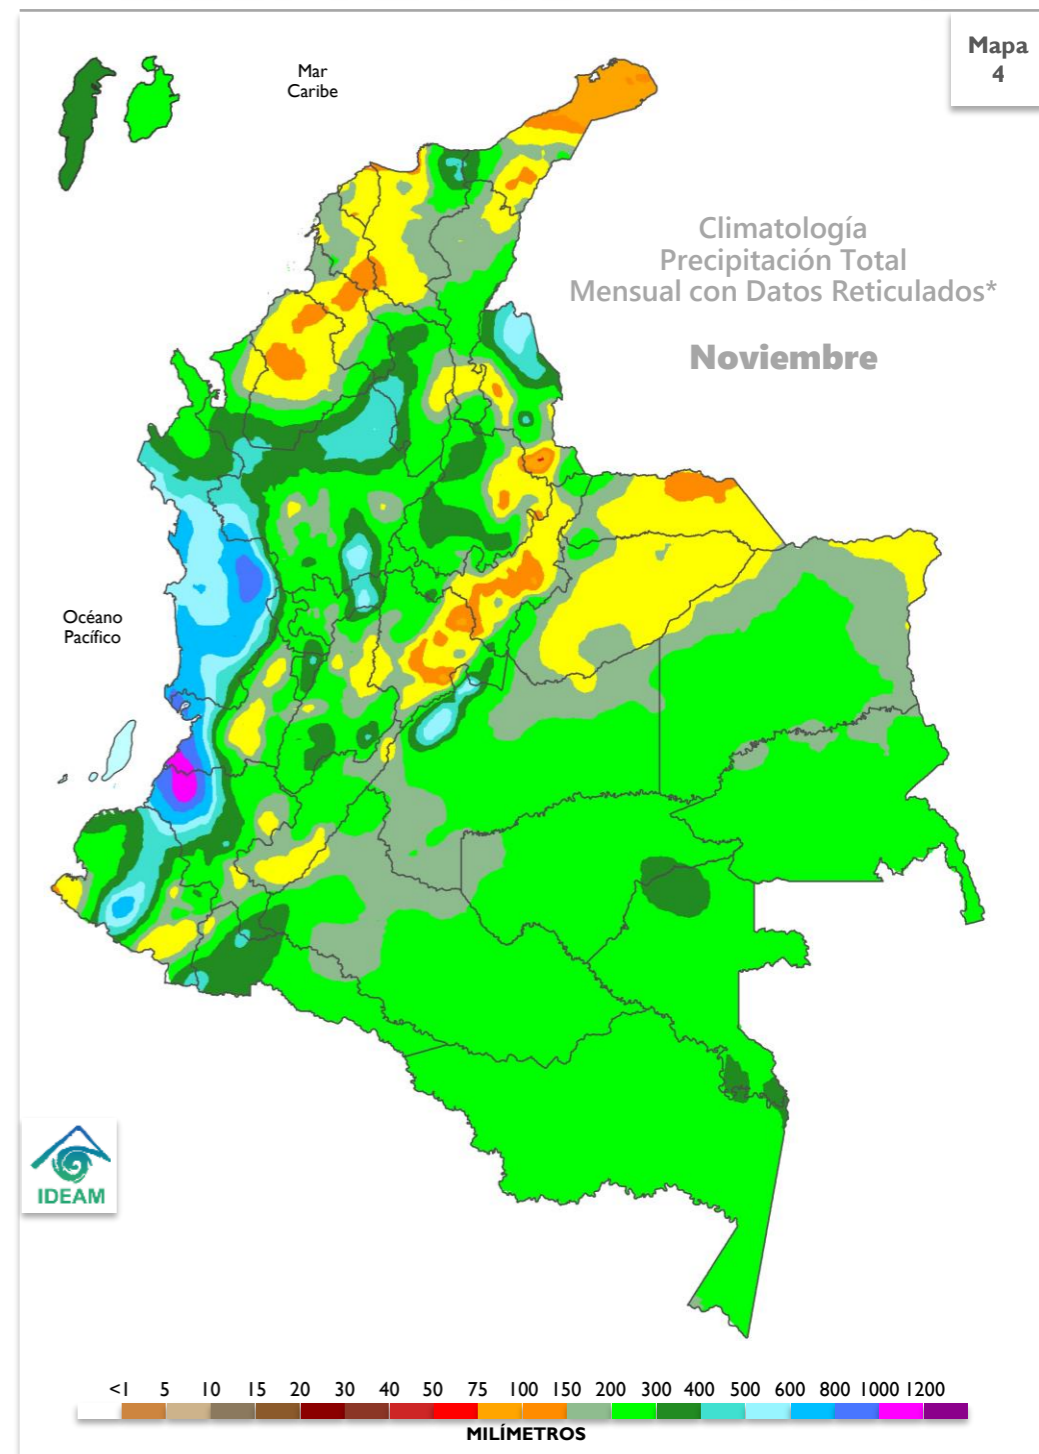 Mapa
4
Mar
Caribe
Climatología
Precipitación Total
Mensual con Datos Reticulados*
Noviembre
Océano
Pacífico
IDEAM
<1 5 10 15 20 30 40 50 75 100 150 200 300 400 500 600 800 1000 1200
MILÍMETROS